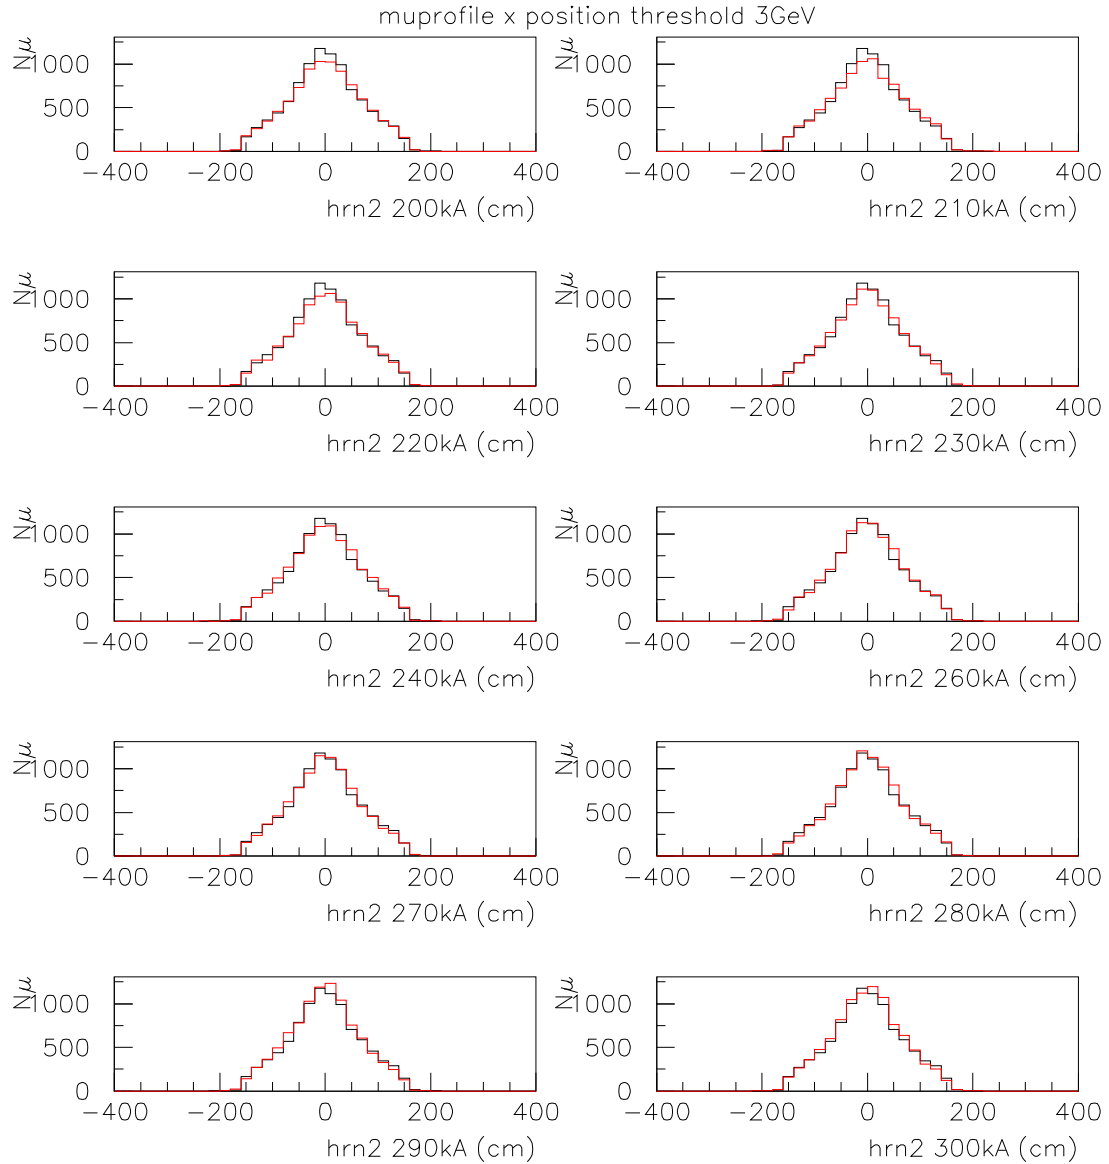 muprofile x position threshold 3GeV
Nμ 1000 500 0 Nμ 1000 500 0
−400 −200 0 200 400 −400 −200 0 200 400
hrn2 200kA (cm) hrn2 210kA (cm)
Nμ 1000 500 0 Nμ 1000 500 0
−400 −200 0 200 400 −400 −200 0 200 400
hrn2 220kA (cm) hrn2 230kA (cm)
Nμ 1000 500 0 Nμ 1000 500 0
−400 −200 0 200 400 −400 −200 0 200 400
hrn2 240kA (cm) hrn2 260kA (cm)
Nμ 1000 500 0 Nμ 1000 500 0
−400 −200 0 200 400 −400 −200 0 200 400
hrn2 270kA (cm) hrn2 280kA (cm)
Nμ 1000 500 0 Nμ 1000 500 0
−400 −200 0 200 400 −400 −200 0 200 400
hrn2 290kA (cm) hrn2 300kA (cm)